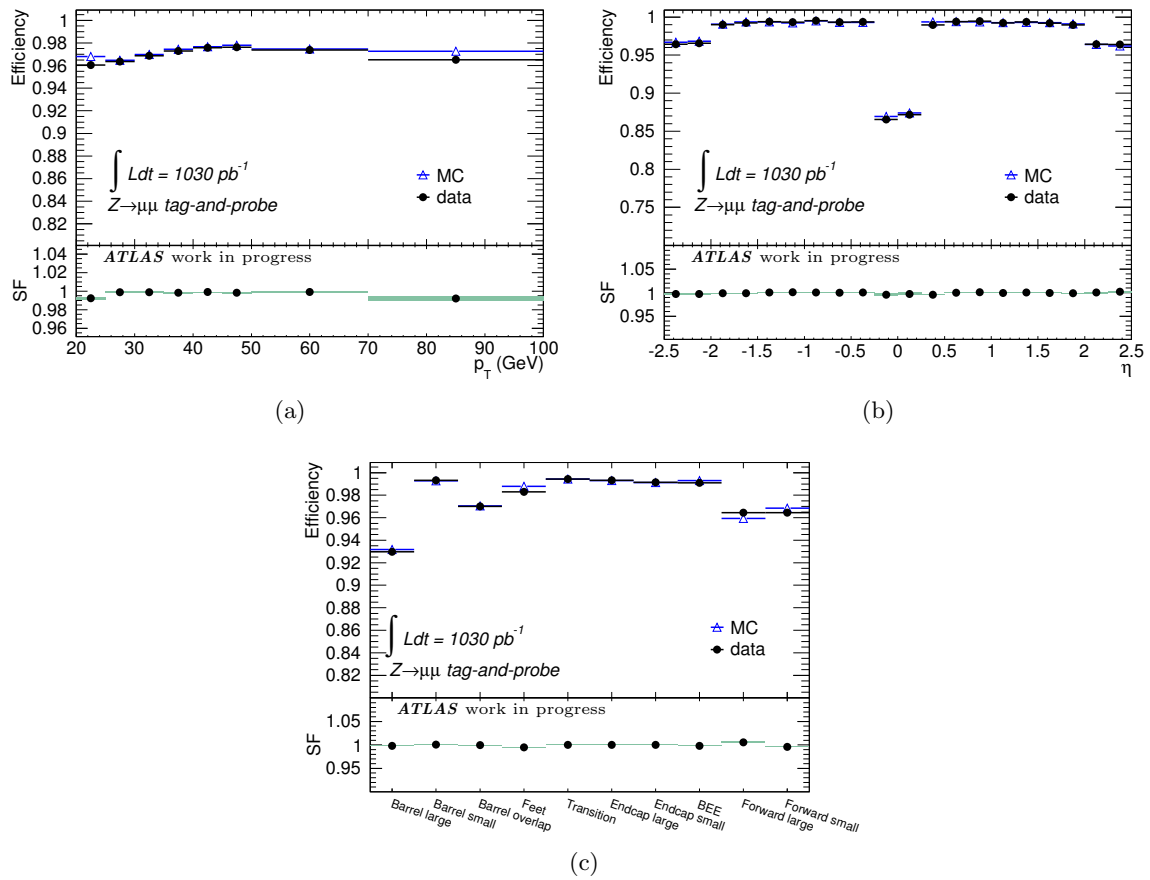 Efficiency
1
0.98
0.96
0.94
0.92
0.9
0.88
0.86
0.84
0.82
∫ Ldt = 1030 pb⁻¹
Z→μμ tag-and-probe
MC
data
ATLAS work in progress
SF
1.04
1.02
1
0.98
0.96
20 30 40 50 60 70 80 90 100
p_T (GeV)
(a)
Efficiency
1
0.95
0.9
0.85
0.8
0.75
∫ Ldt = 1030 pb⁻¹
Z→μμ tag-and-probe
MC
data
ATLAS work in progress
SF
1.05
1
0.95
-2.5 -2 -1.5 -1 -0.5 0 0.5 1 1.5 2 2.5
η
(b)
Efficiency
1
0.98
0.96
0.94
0.92
0.9
0.88
0.86
0.84
0.82
∫ Ldt = 1030 pb⁻¹
Z→μμ tag-and-probe
MC
data
ATLAS work in progress
SF
1.05
1
0.95
Barrel large
Barrel small
Barrel overlap
Feet
Transition
Endcap large
Endcap small
BEE
Forward large
Forward small
(c)